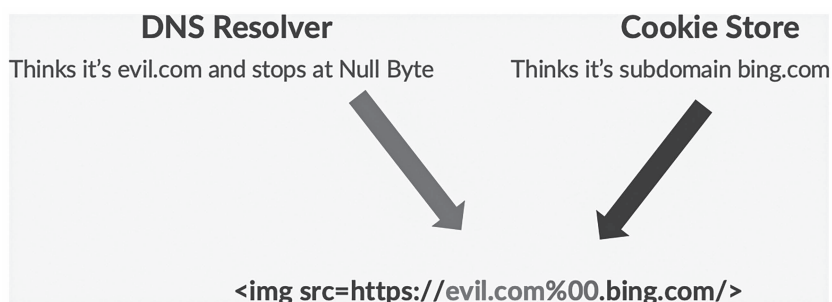 DNS Resolver
Thinks it's evil.com and stops at Null Byte
Cookie Store
Thinks it's subdomain bing.com
<img src=https://evil.com%00.bing.com/>